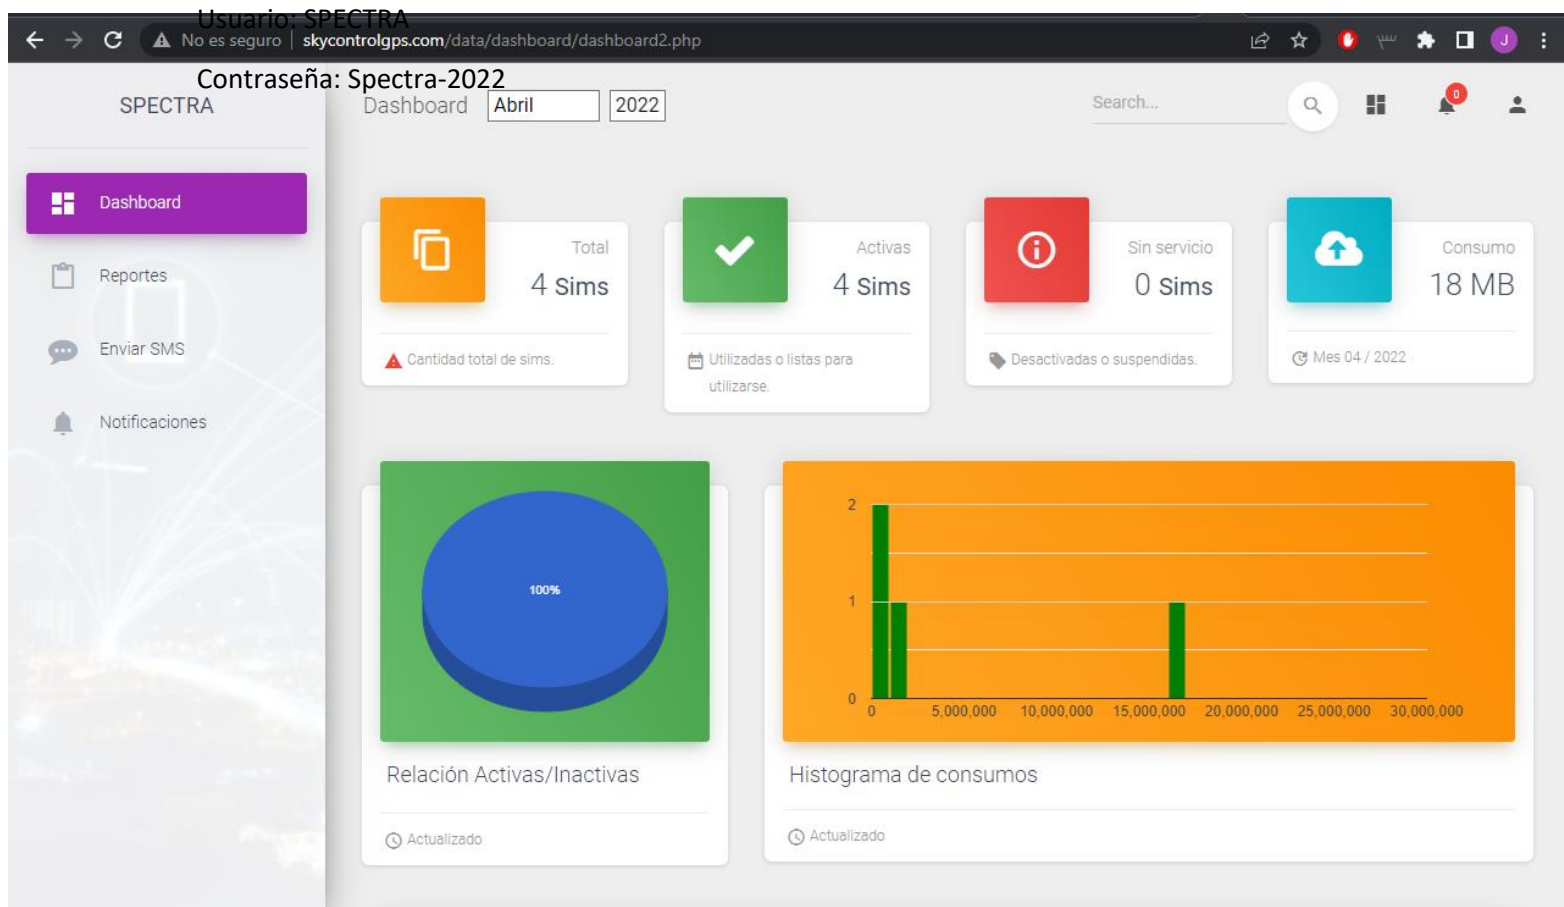 Usuario: SPECTRA
No es seguro | skycontrolgps.com/data/dashboard/dashboard2.php
J
Contraseña: Spectra-2022
SPECTRA
Dashboard Abril 2022
Search...
0
Dashboard
Reportes
Enviar SMS
Notificaciones
Total
4 Sims
Cantidad total de sims.
Activas
4 Sims
Utilizadas o listas para
utilizarse.
Sin servicio
0 Sims
Desactivadas o suspendidas.
Consumo
18 MB
Mes 04 / 2022
100%
Relación Activas/Inactivas
Actualizado
2
1
0
0 5,000,000 10,000,000 15,000,000 20,000,000 25,000,000 30,000,000
Histograma de consumos
Actualizado